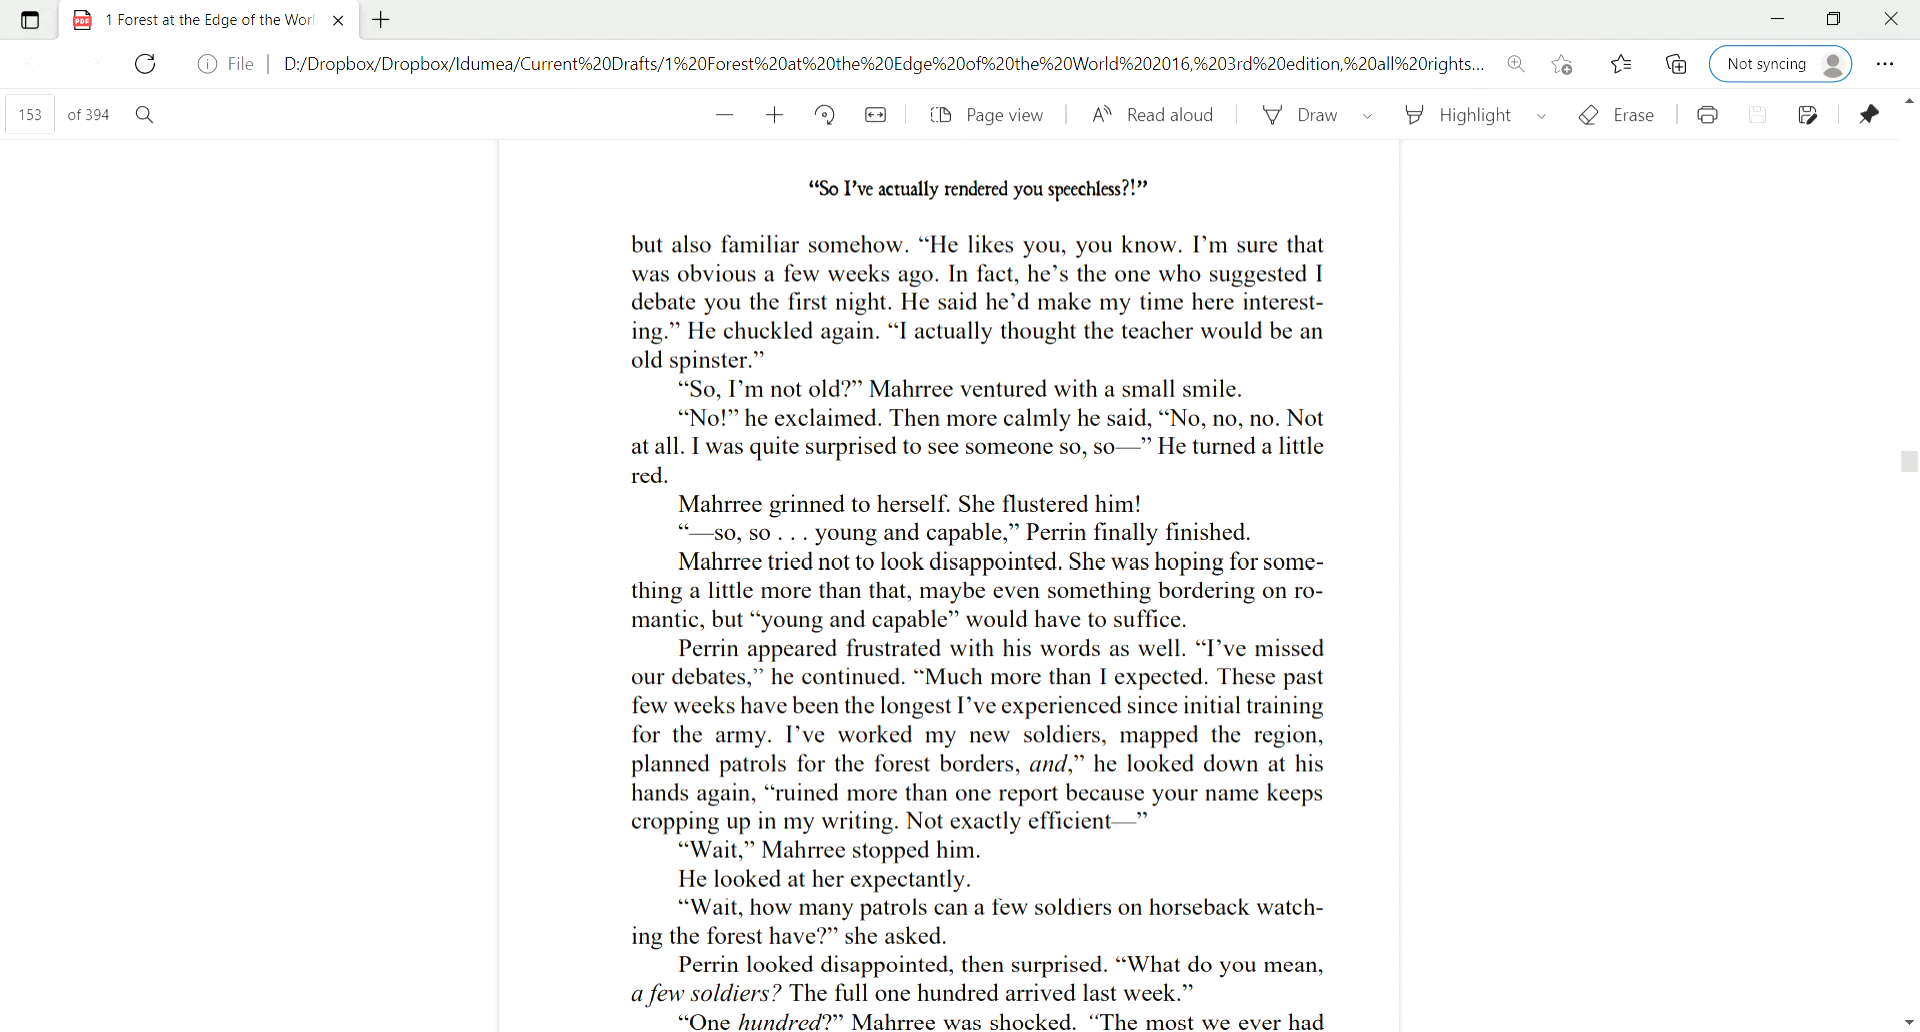 1 Forest at the Edge of the Worl
File
D:/Dropbox/Dropbox/Idumea/Current%20Drafts/1%20Forest%20at%20the%20Edge%20of%20the%20World%202016,%203rd%20edition,%20all%20rights...
Not syncing
153 of 394
Page view
Read aloud
Draw
Highlight
Erase
“So I’ve actually rendered you speechless?!”
but also familiar somehow. “He likes you, you know. I’m sure that
was obvious a few weeks ago. In fact, he’s the one who suggested I
debate you the first night. He said he’d make my time here interest-
ing.” He chuckled again. “I actually thought the teacher would be an
old spinster.”
“So, I’m not old?” Mahrree ventured with a small smile.
“No!” he exclaimed. Then more calmly he said, “No, no, no. Not
at all. I was quite surprised to see someone so, so—” He turned a little
red.
Mahrree grinned to herself. She flustered him!
“—so, so . . . young and capable,” Perrin finally finished.
Mahrree tried not to look disappointed. She was hoping for some-
thing a little more than that, maybe even something bordering on ro-
mantic, but “young and capable” would have to suffice.
Perrin appeared frustrated with his words as well. “I’ve missed
our debates,” he continued. “Much more than I expected. These past
few weeks have been the longest I’ve experienced since initial training
for the army. I’ve worked my new soldiers, mapped the region,
planned patrols for the forest borders, and,” he looked down at his
hands again, “ruined more than one report because your name keeps
cropping up in my writing. Not exactly efficient—”
“Wait,” Mahrree stopped him.
He looked at her expectantly.
“Wait, how many patrols can a few soldiers on horseback watch-
ing the forest have?” she asked.
Perrin looked disappointed, then surprised. “What do you mean,
a few soldiers? The full one hundred arrived last week.”
“One hundred?” Mahrree was shocked. “The most we ever had